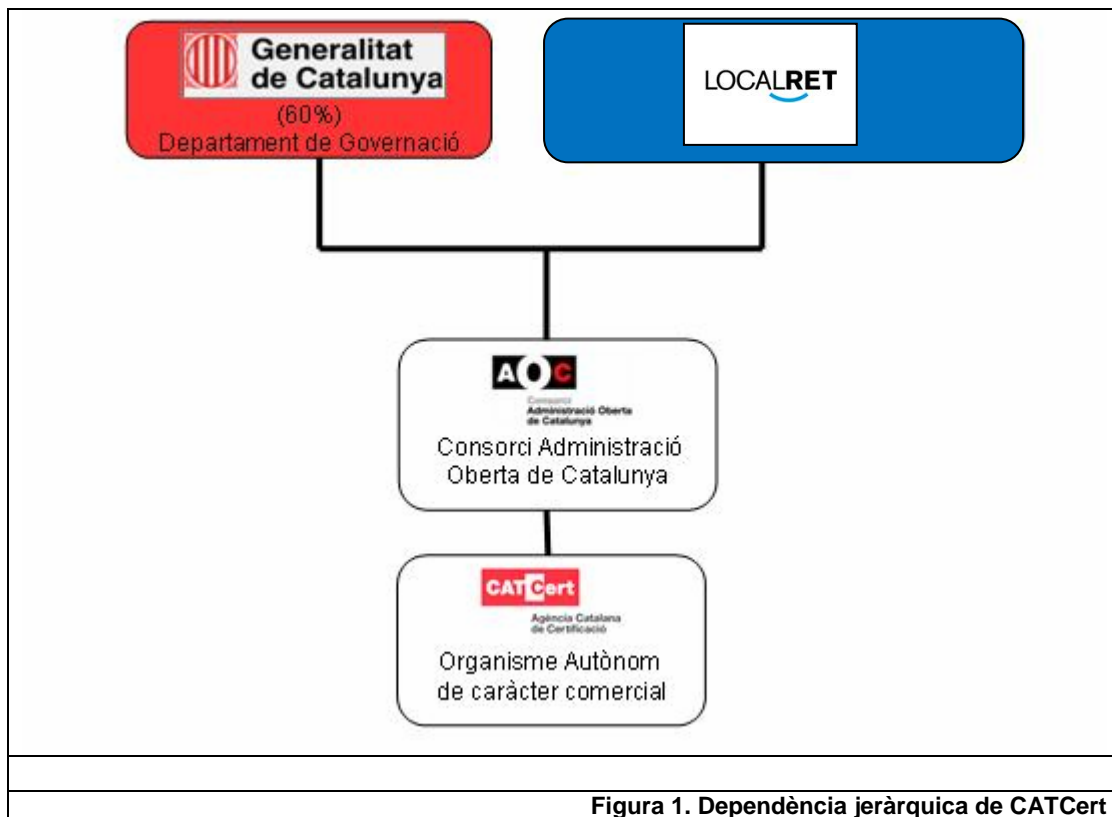 Generalitat
de Catalunya
(60%)
Departament de Governació
LOCALRET
AOC
Consorci
Administració Oberta
de Catalunya
Consorci Administració
Oberta de Catalunya
CATCert
Agència Catalana
de Certificació
Organisme Autònom
de caràcter comercial
Figura 1. Dependència jeràrquica de CATCert